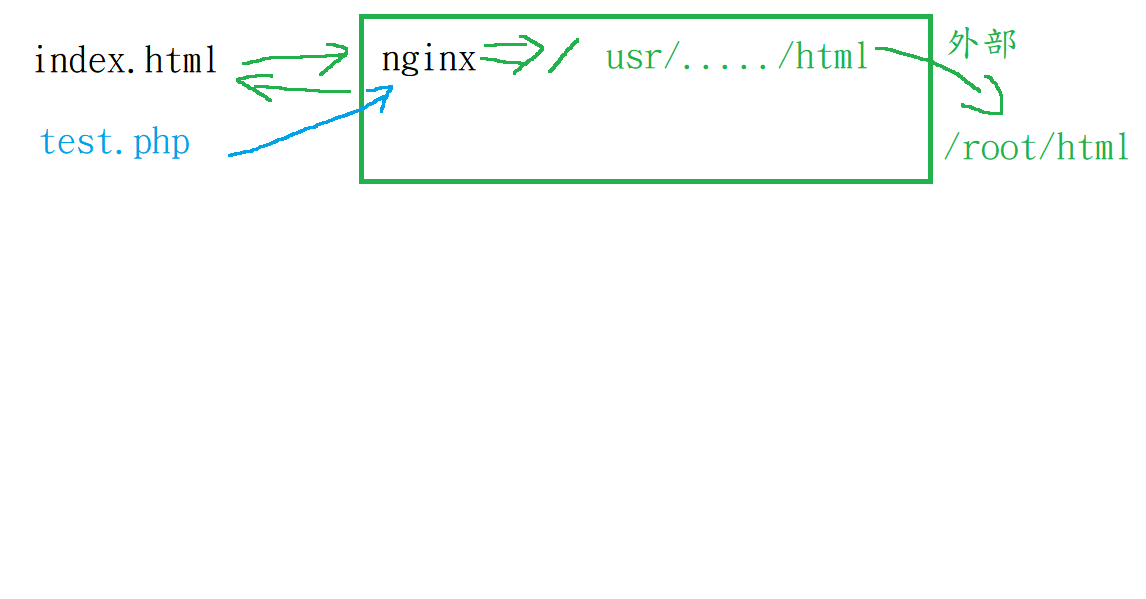 index.html nginx / usr/...../html 外部
test.php /root/html